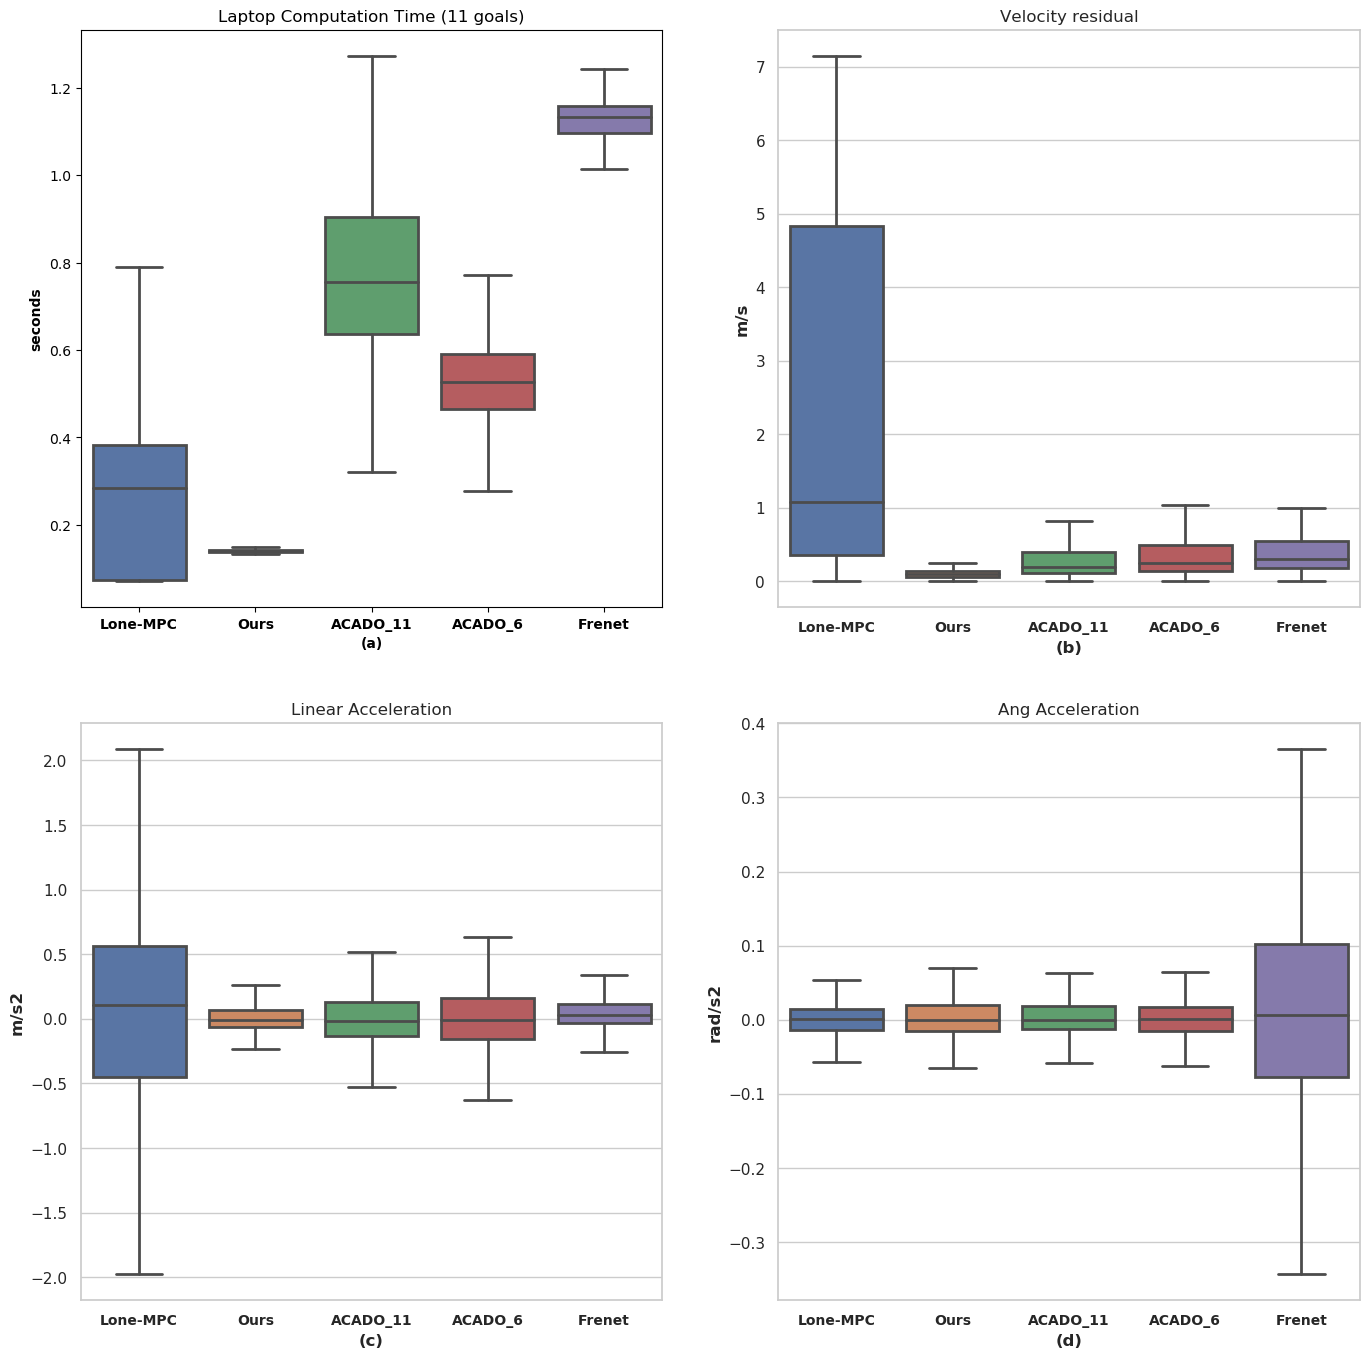 Laptop Computation Time (11 goals)
seconds
1.2
1.0
0.8
0.6
0.4
0.2
Lone-MPC Ours ACADO_11 ACADO_6 Frenet
(a)
Velocity residual
m/s
7
6
5
4
3
2
1
0
Lone-MPC Ours ACADO_11 ACADO_6 Frenet
(b)
Linear Acceleration
m/s2
2.0
1.5
1.0
0.5
0.0
−0.5
−1.0
−1.5
−2.0
Lone-MPC Ours ACADO_11 ACADO_6 Frenet
(c)
Ang Acceleration
rad/s2
0.4
0.3
0.2
0.1
0.0
−0.1
−0.2
−0.3
Lone-MPC Ours ACADO_11 ACADO_6 Frenet
(d)